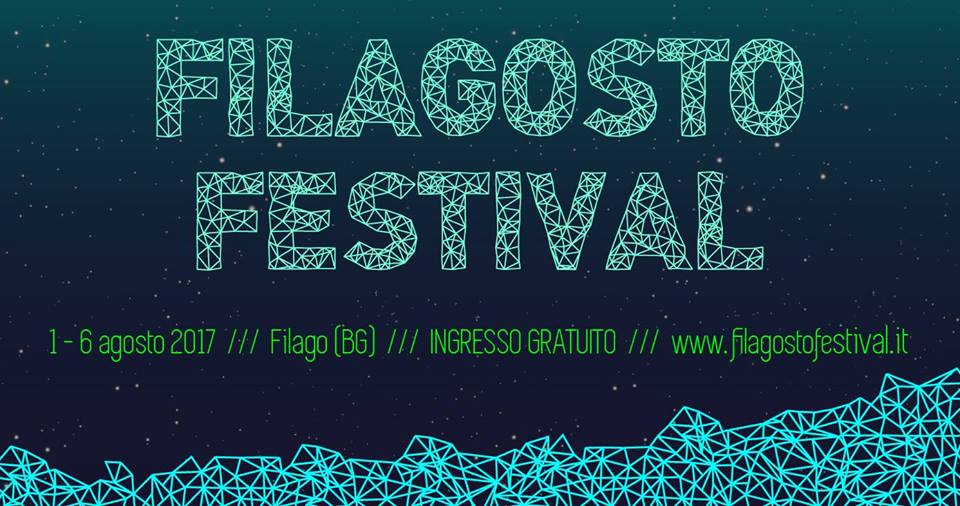 FILAGOSTO
FESTIVAL
1 - 6 agosto 2017 /// Filago (BG) /// INGRESSO GRATUITO /// www.filagostofestival.it